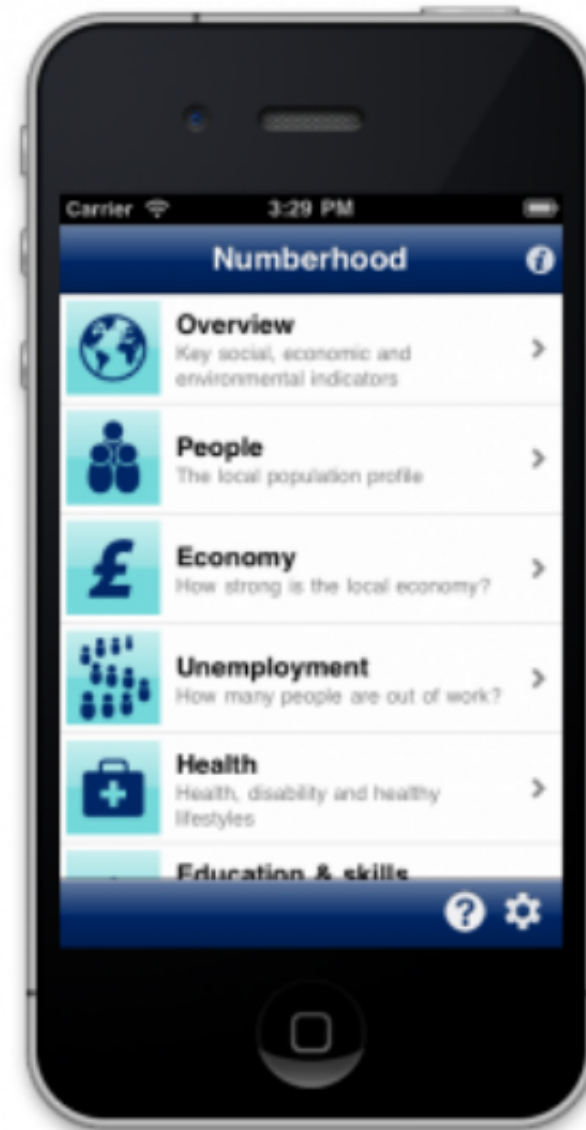 Carrier 3:29 PM
Numberhood
Overview
Key social, economic and
environmental indicators
People
The local population profile
Economy
How strong is the local economy?
Unemployment
How many people are out of work?
Health
Health, disability and healthy
lifestyles
Education & skills